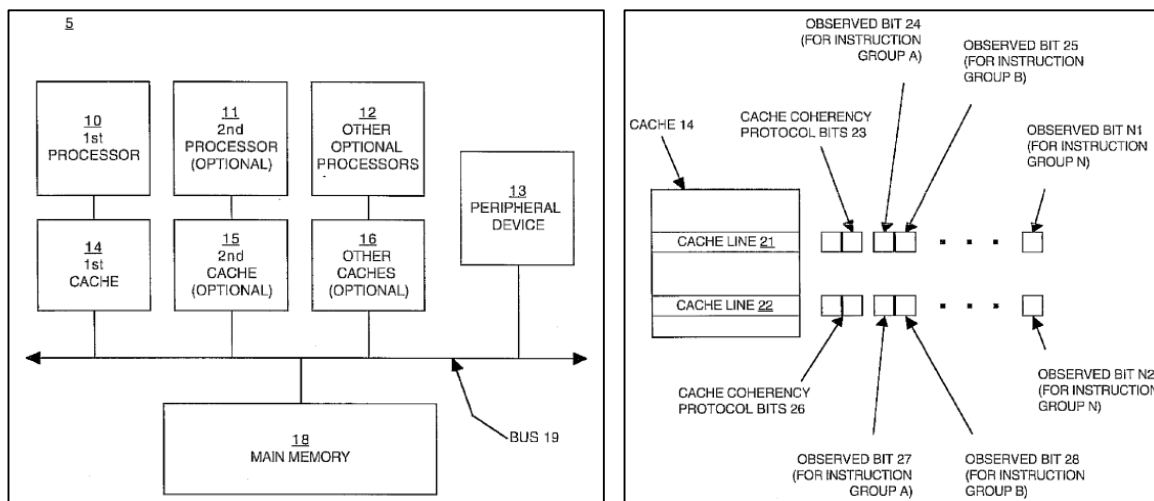 5
10
1st
PROCESSOR
11
2nd
PROCESSOR
(OPTIONAL)
12
OTHER
OPTIONAL
PROCESSORS
13
PERIPHERAL
DEVICE
14
1st
CACHE
15
2nd
CACHE
(OPTIONAL)
16
OTHER
CACHES
(OPTIONAL)
BUS 19
18
MAIN MEMORY
OBSERVED BIT 24
(FOR INSTRUCTION
GROUP A)
OBSERVED BIT 25
(FOR INSTRUCTION
GROUP B)
CACHE 14
CACHE COHERENCY
PROTOCOL BITS 23
OBSERVED BIT N1
(FOR INSTRUCTION
GROUP N)
CACHE LINE 21
CACHE LINE 22
CACHE COHERENCY
PROTOCOL BITS 26
OBSERVED BIT N2
(FOR INSTRUCTION
GROUP N)
OBSERVED BIT 27
(FOR INSTRUCTION
GROUP A)
OBSERVED BIT 28
(FOR INSTRUCTION
GROUP B)